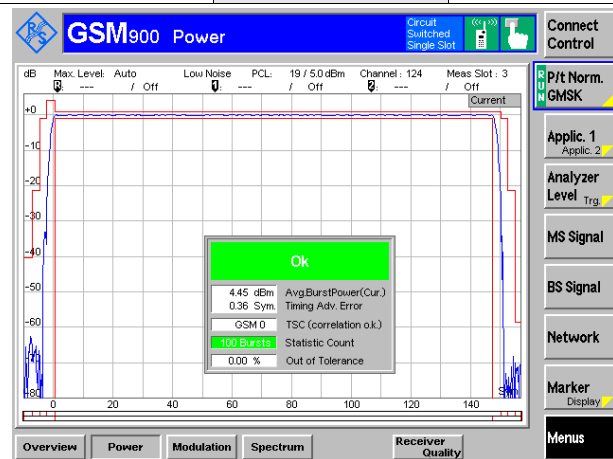 GSM900 Power
Circuit
Switched
Single Slot
Connect
Control
dB Max. Level: Auto Low Noise PCL: 19 / 5.0 dBm Channel : 124 Meas Slot : 3
--- / Off --- / Off --- / Off
Current
RUN
P/t Norm.
GMSK
Applic. 1
Applic. 2
Analyzer
Level Trg.
MS Signal
BS Signal
Network
Marker
Display
Menus
+0
-10
-20
-30
-40
-60
-80
Ok
4.45 dBm Avg.BurstPower(Cur.)
0.36 Sym. Timing Adv. Error
GSM 0 TSC (correlation o.k.)
100 Bursts Statistic Count
0.00 % Out of Tolerance
0 20 40 60 80 100 120 140
Overview Power Modulation Spectrum Receiver
Quality